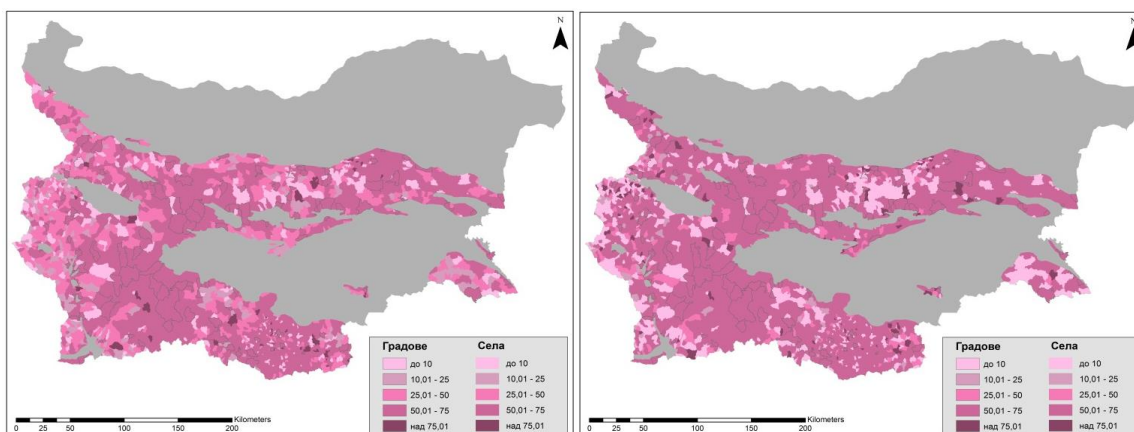 N
Градове Села
до 10 до 10
10,01 - 25 10,01 - 25
25,01 - 50 25,01 - 50
50,01 - 75 50,01 - 75
над 75,01 над 75,01
Kilometers
0 25 50 100 150 200
N
Градове Села
до 10 до 10
10,01 - 25 10,01 - 25
25,01 - 50 25,01 - 50
50,01 - 75 50,01 - 75
над 75,01 над 75,01
Kilometers
0 25 50 100 150 200